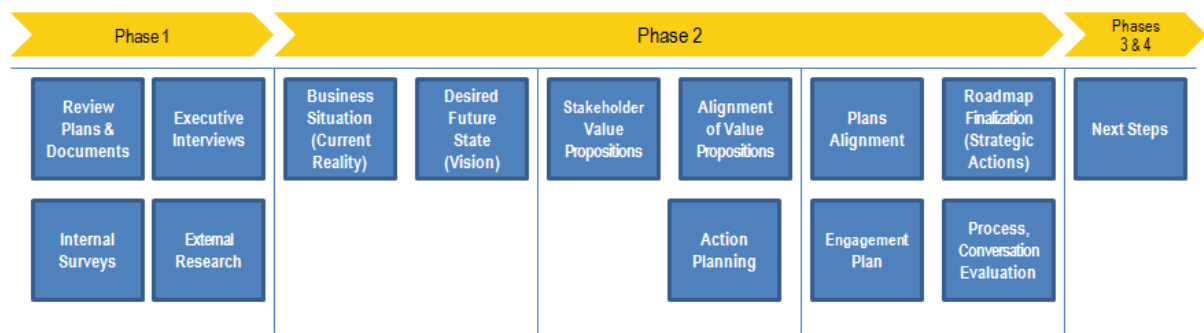 Phase 1
Phase 2
Phases
3 & 4
Review
Plans &
Documents
Executive
Interviews
Business
Situation
(Current
Reality)
Desired
Future
State
(Vision)
Stakeholder
Value
Propositions
Alignment
of Value
Propositions
Plans
Alignment
Roadmap
Finalization
(Strategic
Actions)
Next Steps
Internal
Surveys
External
Research
Action
Planning
Engagement
Plan
Process,
Conversation
Evaluation